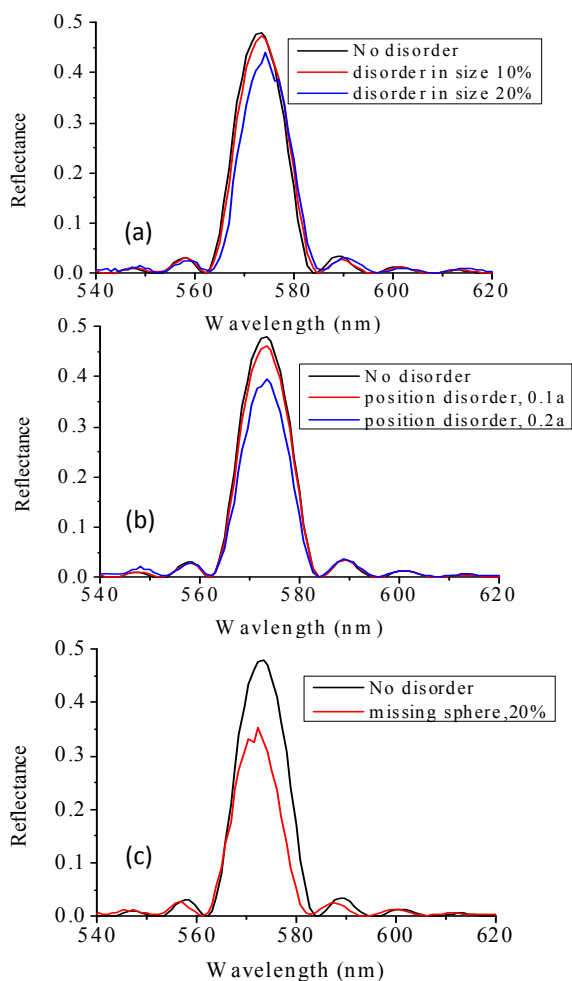 0.5
0.4
0.3
0.2
0.1
0.0
Reflectance
No disorder
disorder in size 10%
disorder in size 20%
(a)
540 560 580 600 620
Wavelength (nm)
0.5
0.4
0.3
0.2
0.1
0.0
Reflectance
No disorder
position disorder, 0.1a
position disorder, 0.2a
(b)
540 560 580 600 620
Wavlength (nm)
0.5
0.4
0.3
0.2
0.1
0.0
Reflectance
No disorder
missing sphere,20%
(c)
540 560 580 600 620
Wavelength (nm)